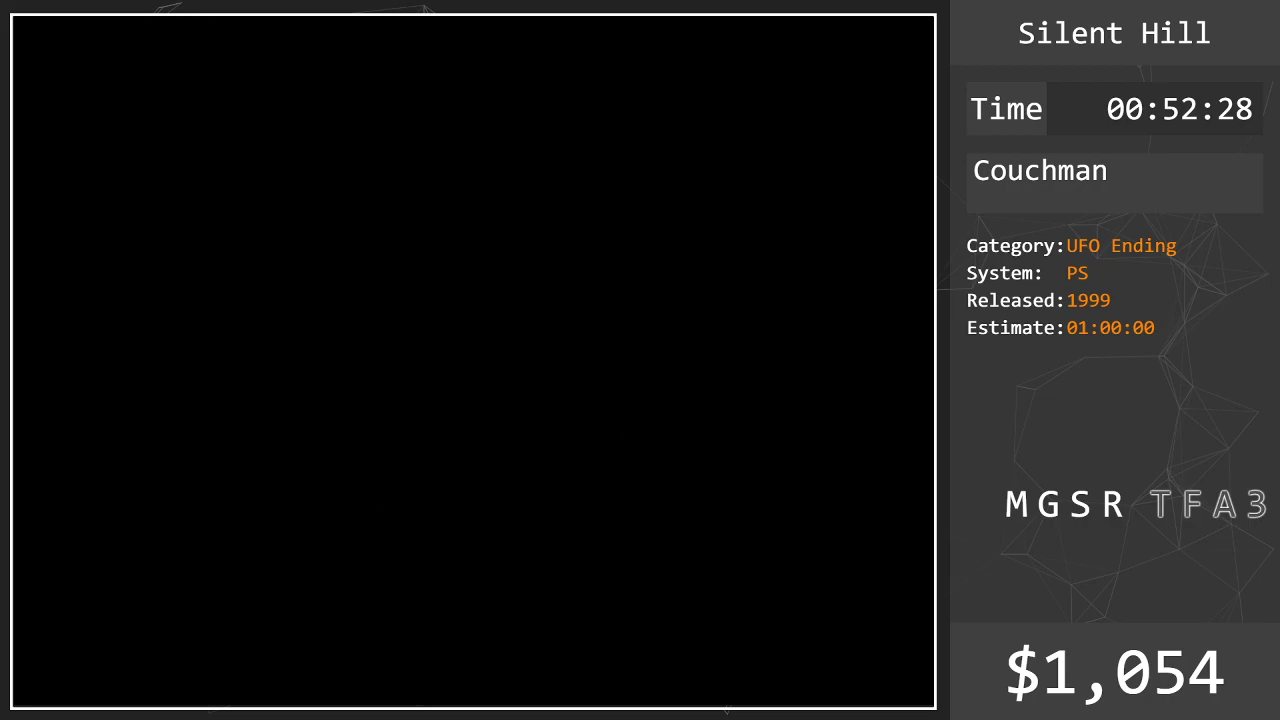 Silent Hill
Time 00:52:28
Couchman
Category:UFO Ending
System: PS
Released:1999
Estimate:01:00:00
MGSR TFA3
$1,054